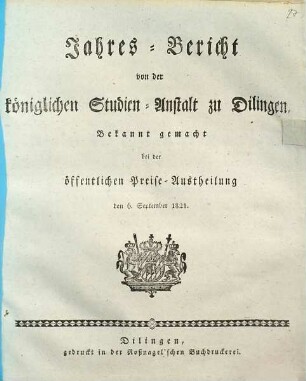 Jahres-Bericht
von der
königlichen Studien-Anstalt zu Dilingen.
Bekannt gemacht
bei der
öffentlichen Preise-Austheilung
den 6. September 1821.
Dilingen,
gedruckt in der Roßnagel'schen Buchdruckerei.